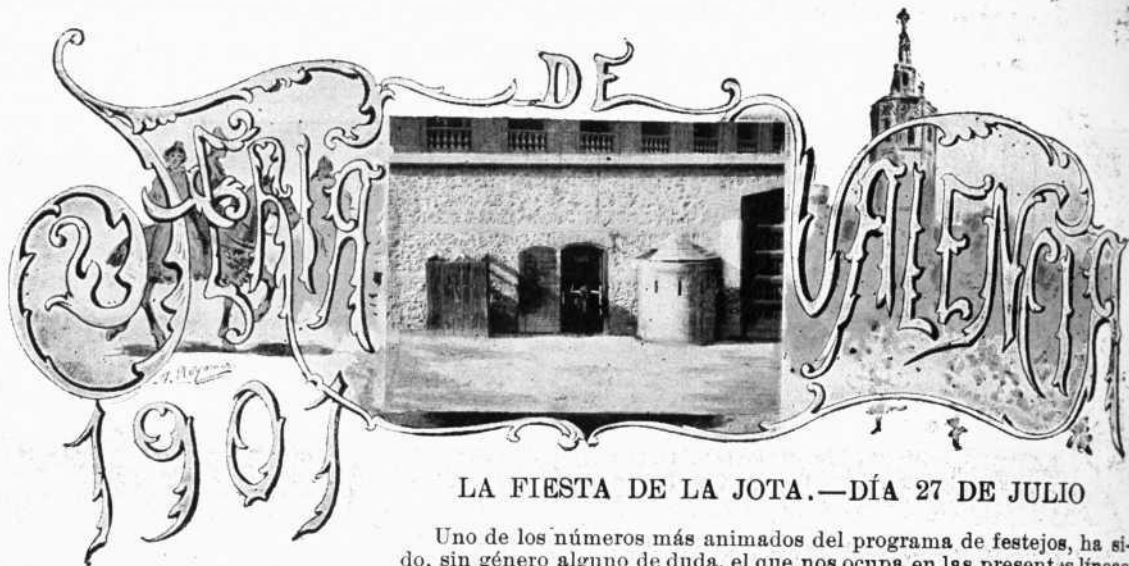 FERIA
DE
VALENCIA
1901
LA FIESTA DE LA JOTA.—DÍA 27 DE JULIO
Uno de los números más animados del programa de festejos, ha si-
do, sin género alguno de duda, el que nos ocupa en las presentes líneas